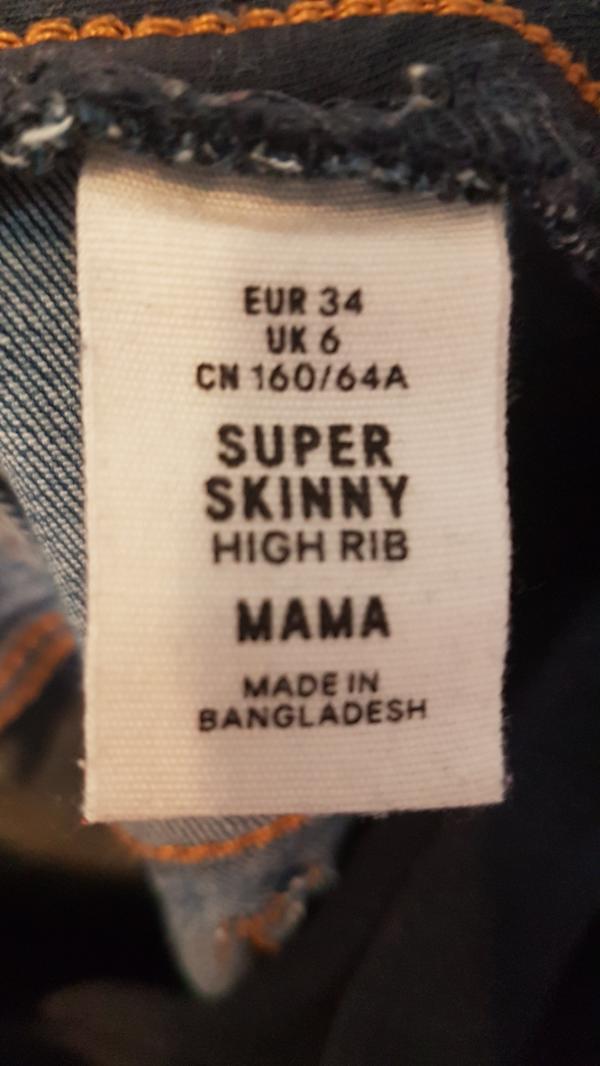 EUR 34
UK 6
CN 160/64A
SUPER
SKINNY
HIGH RIB
MAMA
MADE IN
BANGLADESH